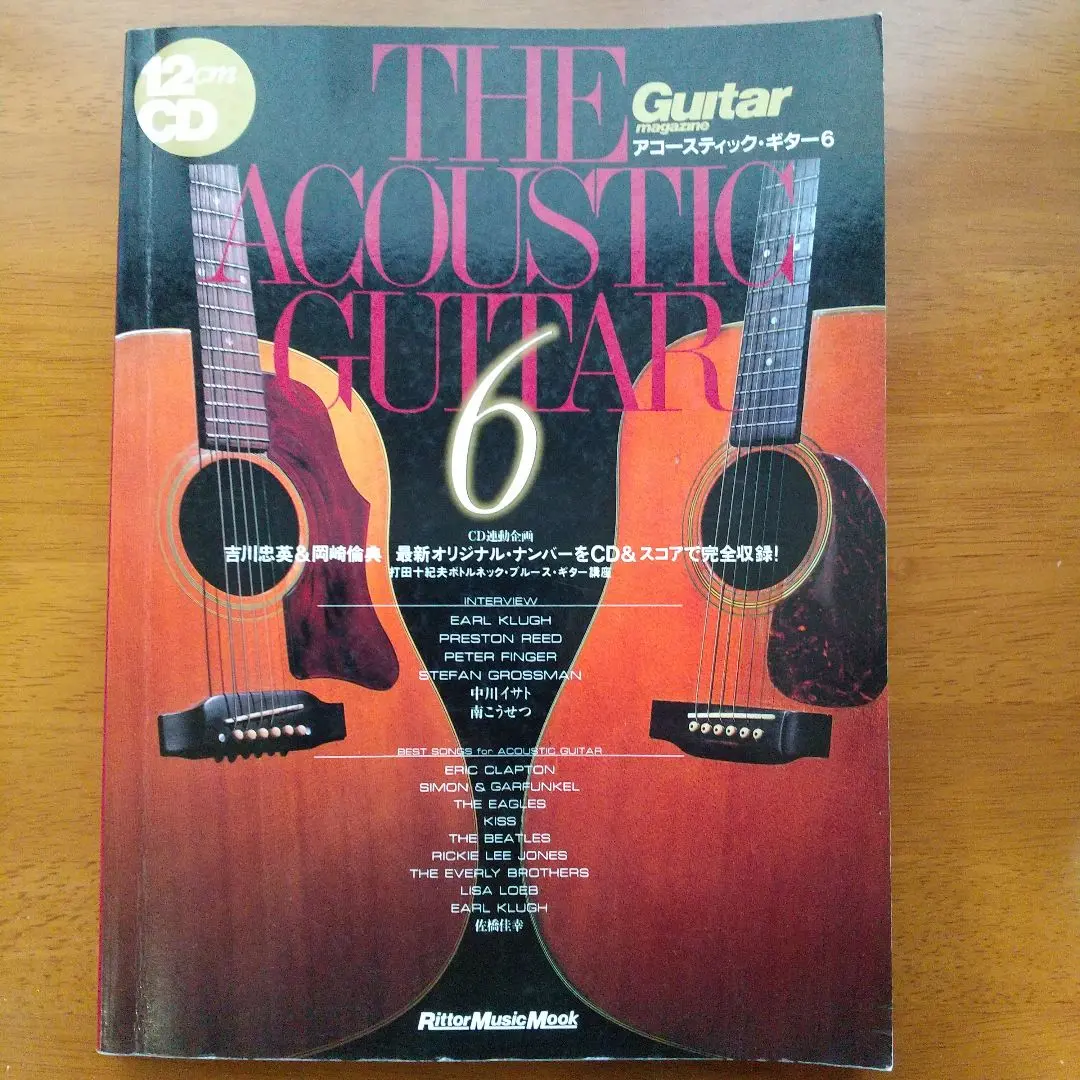 12cm
CD
THE
ACOUSTIC
GUITAR
6
Guitar
magazine
アコースティック・ギター6
CD連動企画
吉川忠英&岡崎倫典 最新オリジナル・ナンバーをCD&スコアで完全収録!
打田十紀夫ボトルネック・ブルース・ギター講座
INTERVIEW
EARL KLUGH
PRESTON REED
PETER FINGER
STEFAN GROSSMAN
中川イサト
南こうせつ
BEST SONGS for ACOUSTIC GUITAR
ERIC CLAPTON
SIMON & GARFUNKEL
THE EAGLES
KISS
THE BEATLES
RICKIE LEE JONES
THE EVERLY BROTHERS
LISA LOEB
EARL KLUGH
佐橋佳幸
RittorMusicMook